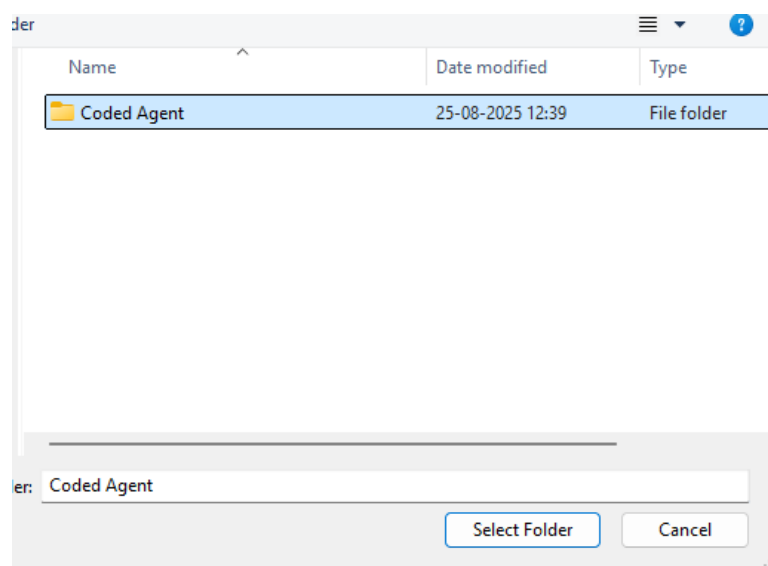 der
Name Date modified Type
Coded Agent 25-08-2025 12:39 File folder
er: Coded Agent
Select Folder Cancel